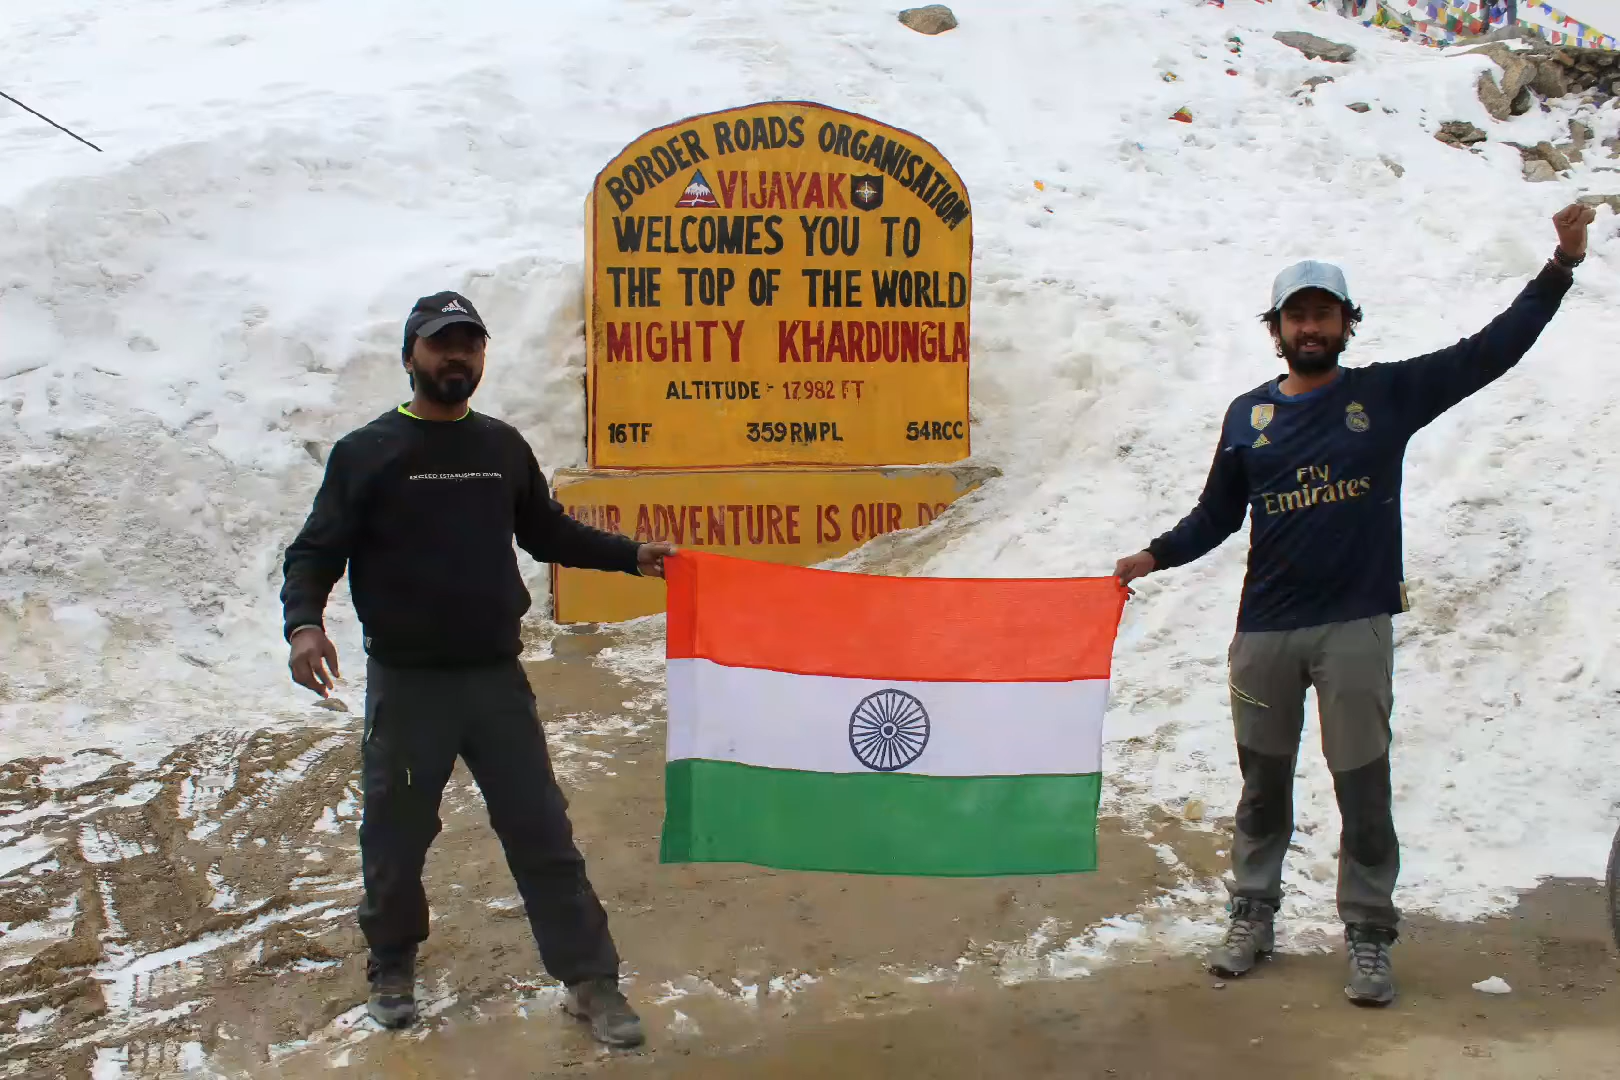 BORDER ROADS ORGANISATION
VIJAYAK
WELCOMES YOU TO
THE TOP OF THE WORLD
MIGHTY KHARDUNGLA
ALTITUDE :- 17,982 FT
16TF 359RMPL 54RCC
YOUR ADVENTURE IS OUR
Fly
Emirates